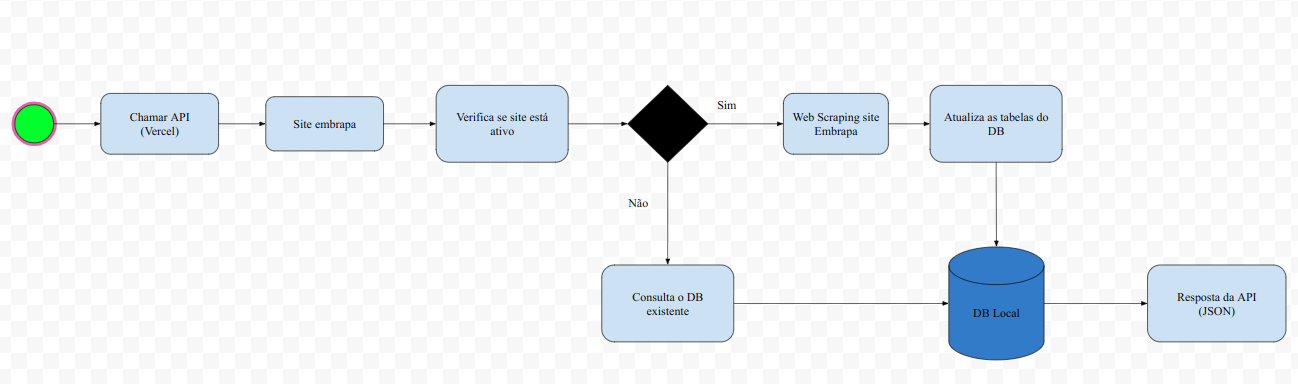 Chamar API
(Vercel)
Site embrapa
Verifica se site está
ativo
Sim
Web Scraping site
Embrapa
Atualiza as tabelas do
DB
Não
Consulta o DB
existente
DB Local
Resposta da API
(JSON)